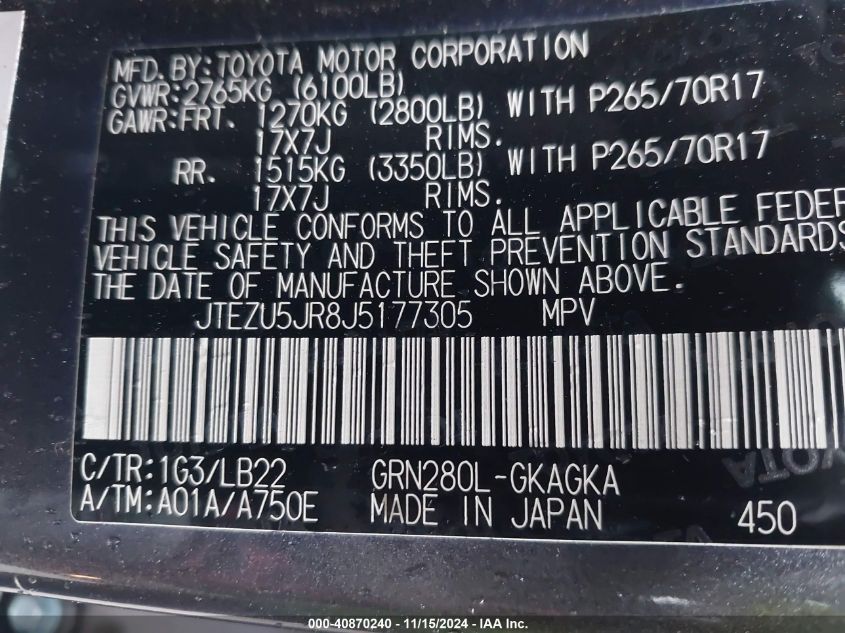 MFD. BY: TOYOTA MOTOR CORPORATION
GVWR: 2765KG (6100LB)
GAWR: FRT. 1270KG (2800LB) WITH P265/70R17
17X7J RIMS.
RR. 1515KG (3350LB) WITH P265/70R17
17X7J RIMS.
THIS VEHICLE CONFORMS TO ALL APPLICABLE FEDER
VEHICLE SAFETY AND THEFT PREVENTION STANDARDS
THE DATE OF MANUFACTURE SHOWN ABOVE.
JTEZU5JR8J5177305 MPV
C/TR: 1G3/LB22 GRN280L-GKAGKA
A/TM: A01A/A750E MADE IN JAPAN 450
000-40870240 - 11/15/2024 - IAA Inc.